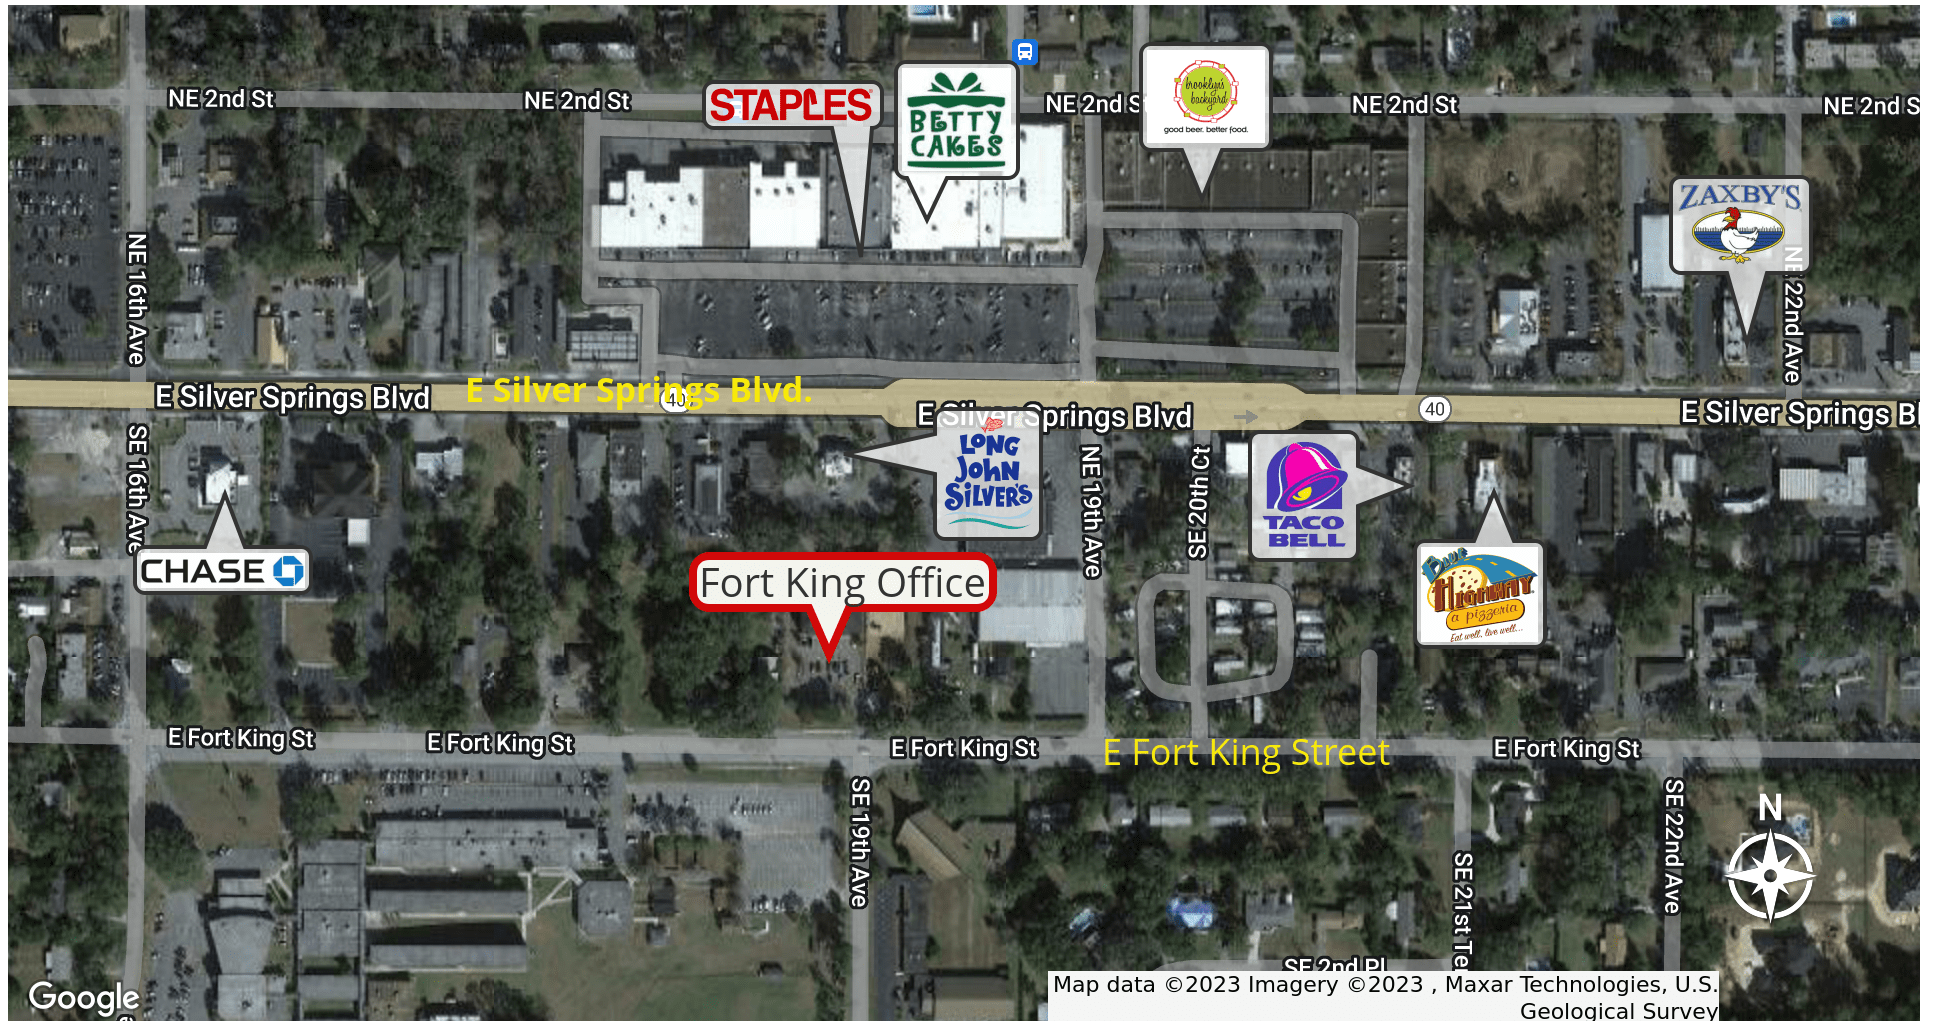 NE 2nd St
NE 2nd St
STAPLES
BETTY
CAKES
NE 2nd S
brooklyn's
backyard
good beer. better food.
NE 2nd St
NE 2nd S
ZAXBY'S
NE 16th Ave
NE 22nd Ave
E Silver Springs Blvd
E Silver Springs Blvd.
40
E Silver Springs Blvd
40
E Silver Springs Bl
SE 16th Ave
LONG
JOHN
SILVER'S
NE 19th Ave
SE 20th Ct
TACO
BELL
CHASE
Fort King Office
BLUE
HIGHWAY
a pizzeria
Eat well, live well...
E Fort King St
E Fort King St
E Fort King St
E Fort King Street
E Fort King St
SE 19th Ave
SE 21st Te
SE 22nd Ave
N
SE 2nd Pl
Google
Map data ©2023 Imagery ©2023 , Maxar Technologies, U.S.
Geological Survey